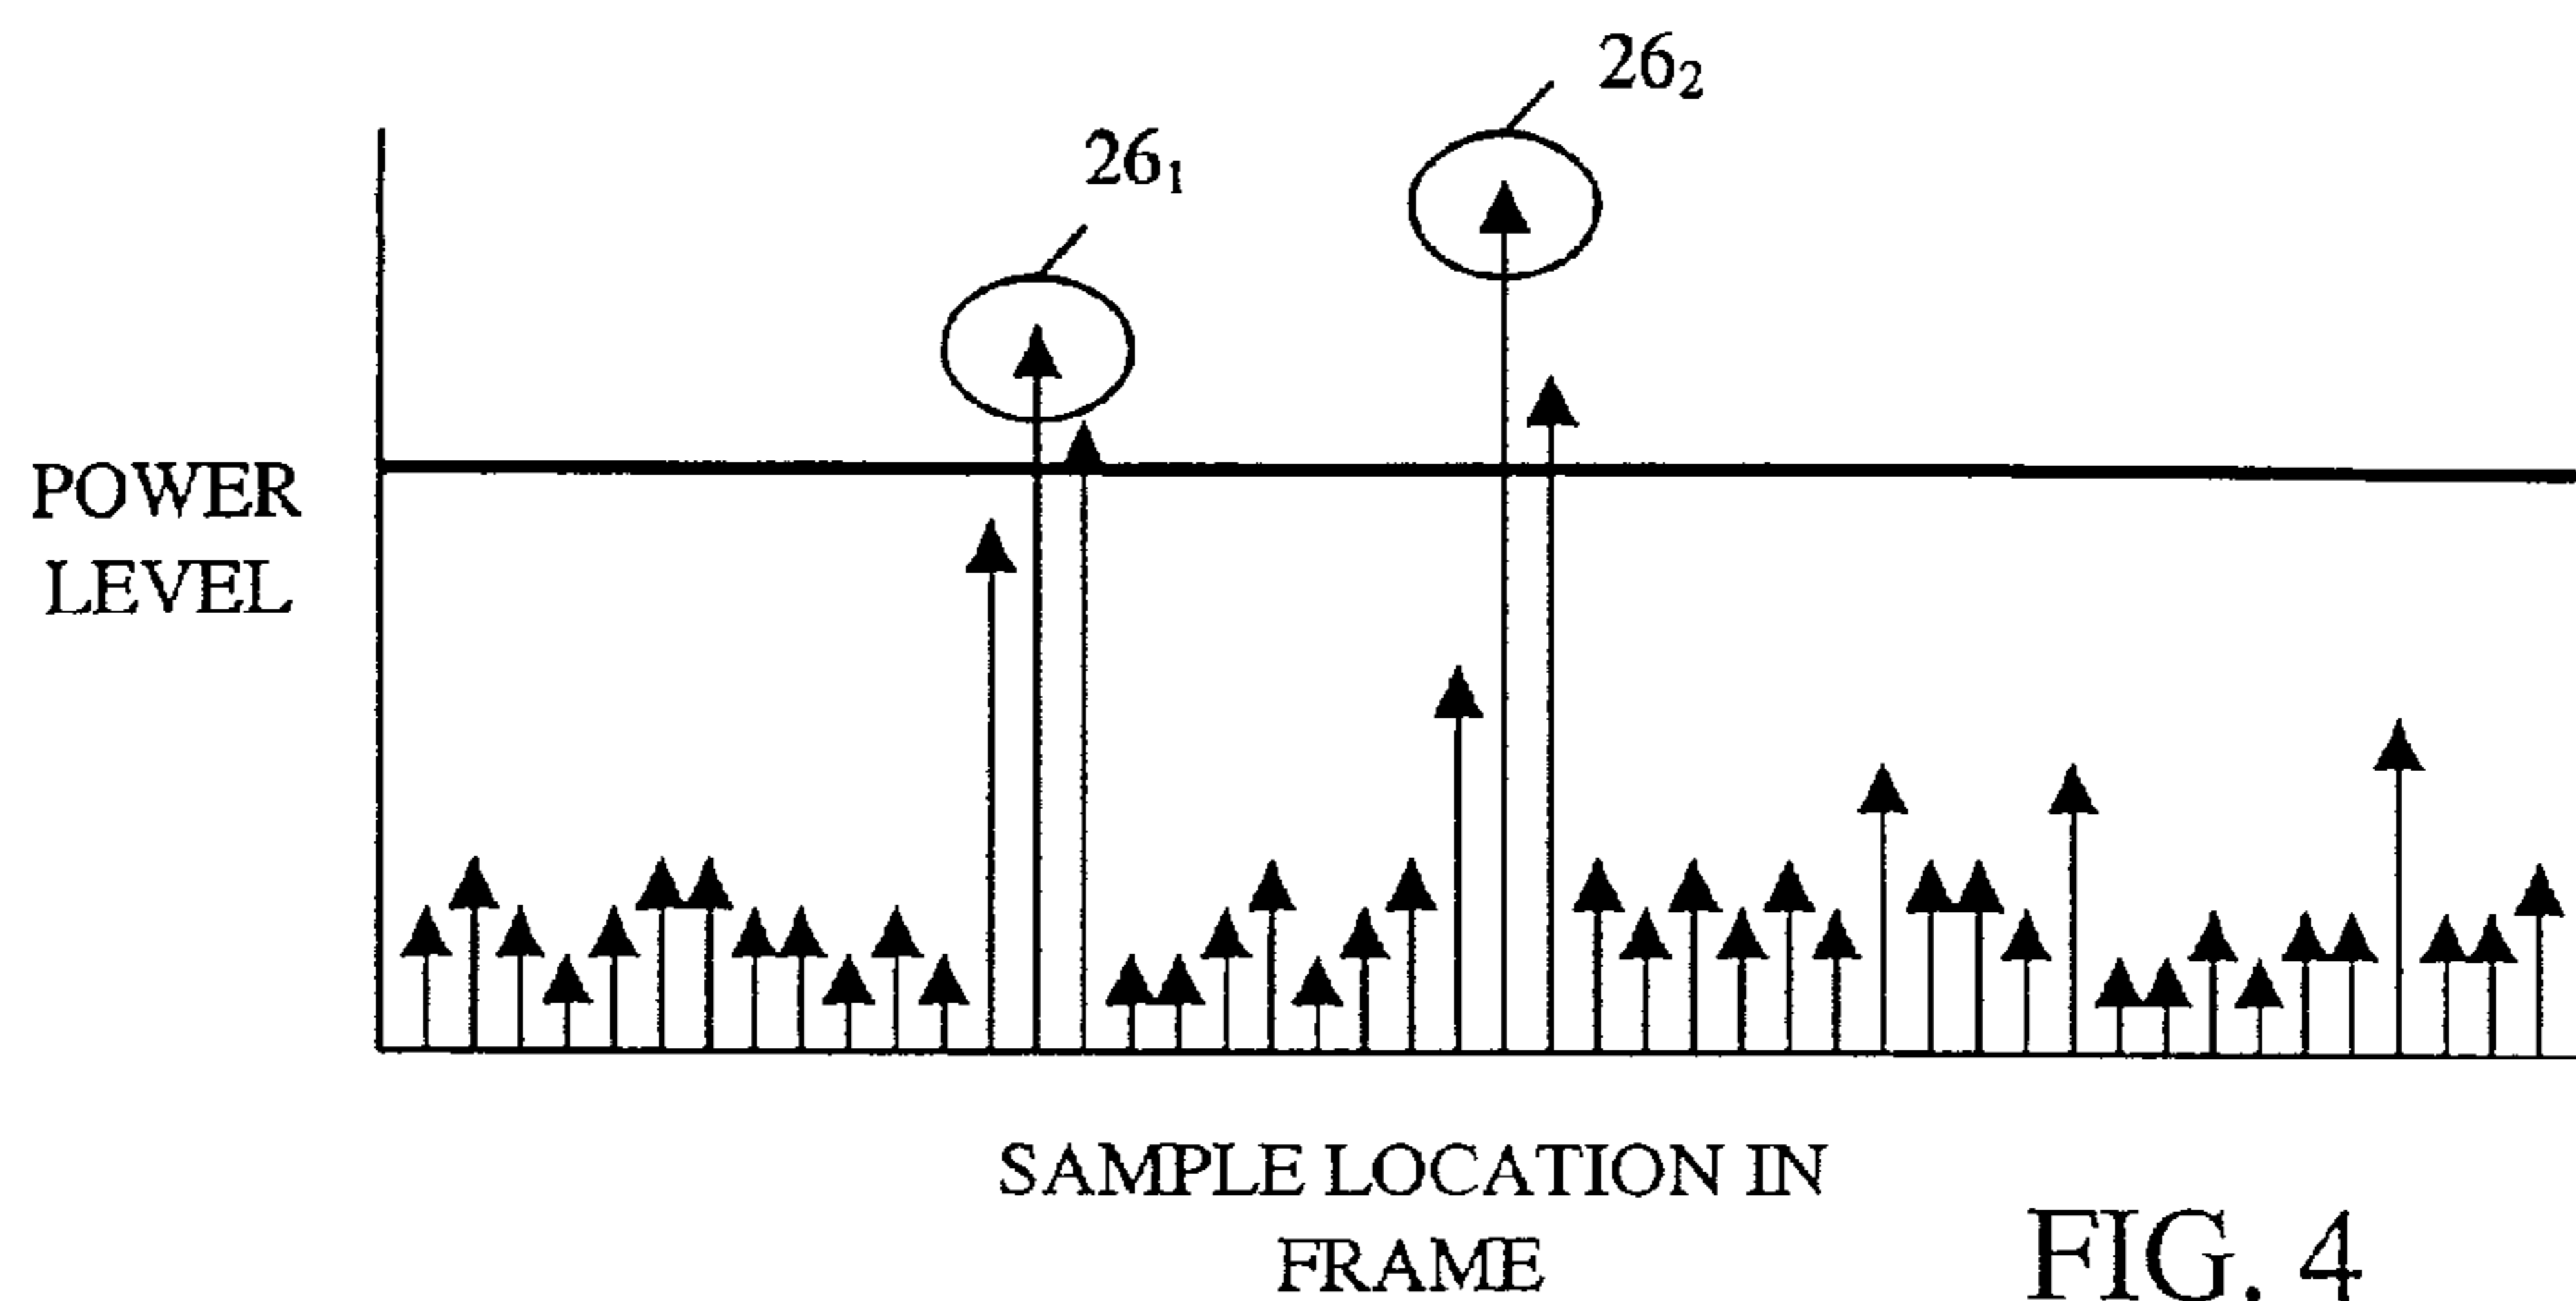 26₂
26₁
POWER
LEVEL
SAMPLE LOCATION IN
FRAME
FIG. 4